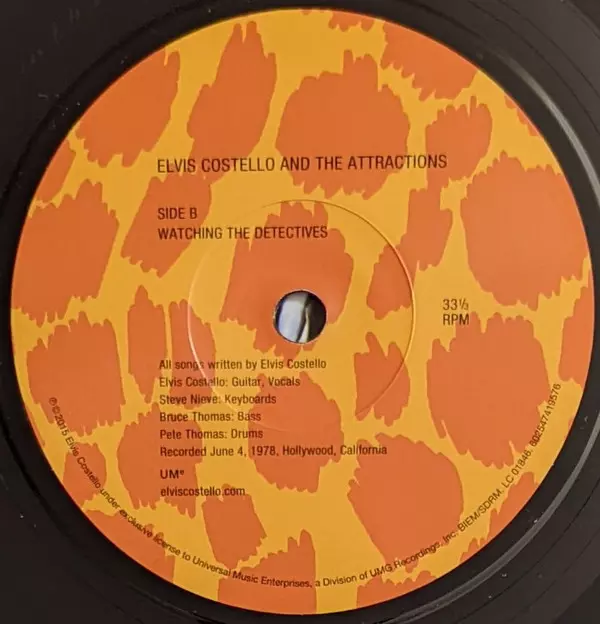 ELVIS COSTELLO AND THE ATTRACTIONS
SIDE B
WATCHING THE DETECTIVES
33⅓
RPM
All songs written by Elvis Costello
Elvis Costello: Guitar, Vocals
Steve Nieve: Keyboards
Bruce Thomas: Bass
Pete Thomas: Drums
Recorded June 4, 1978, Hollywood, California
UMe
elviscostello.com
℗© 2015 Elvis Costello under exclusive license to Universal Music Enterprises, a Division of UMG Recordings, Inc. BIEM/SDRM. LC 01846. 602547419576